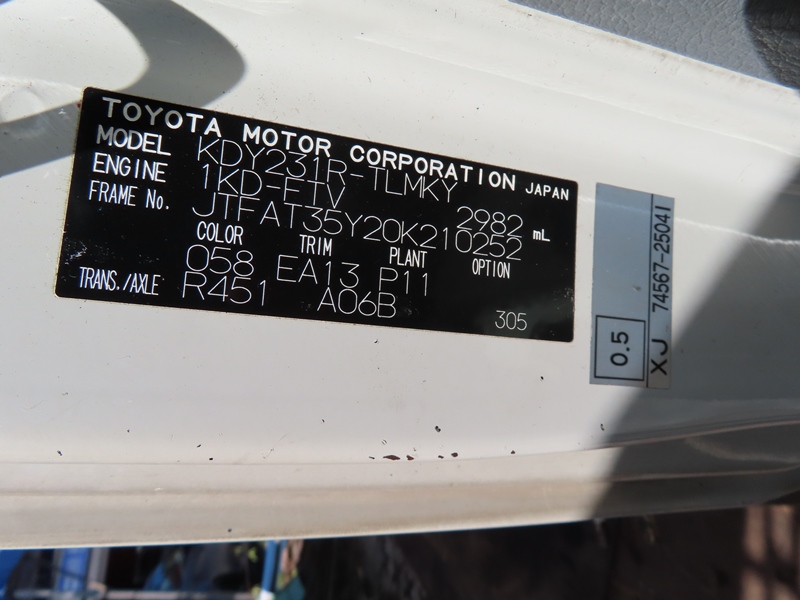 TOYOTA MOTOR CORPORATION JAPAN
MODEL KDY231R-TLMKY
ENGINE 1KD-FTV 2982 mL
FRAME No. JTFAT35Y20K210252
COLOR TRIM PLANT OPTION
058 EA13 P11
TRANS./AXLE R451 A06B
305
0.5
XJ 74567-25041